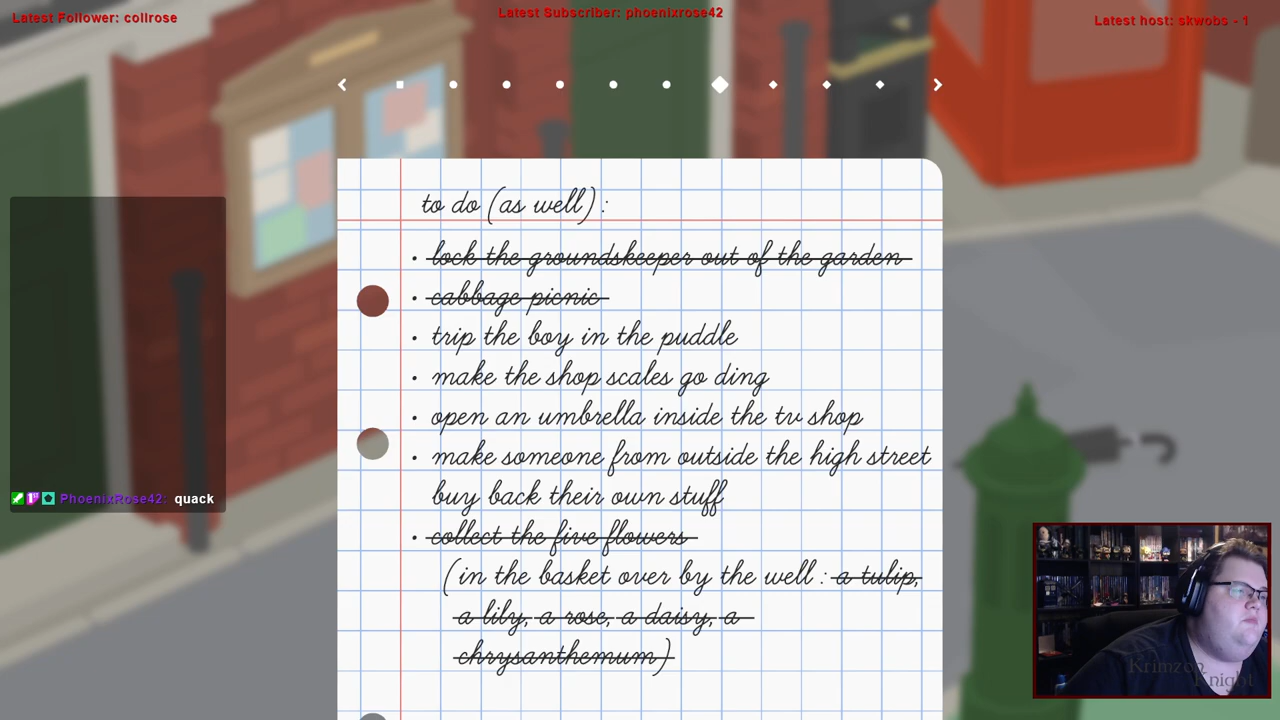 Latest Follower: collrose
Latest Subscriber: phoenixrose42
Latest host: skwobs - 1
to do (as well) :
• lock the groundskeeper out of the garden
• cabbage picnic
• trip the boy in the puddle
• make the shop scales go ding
• open an umbrella inside the tv shop
• make someone from outside the high street
buy back their own stuff
• collect the five flowers
(in the basket over by the well : a tulip,
a lily, a rose, a daisy, a
chrysanthemum)
PhoenixRose42: quack
Krimzon
Knight